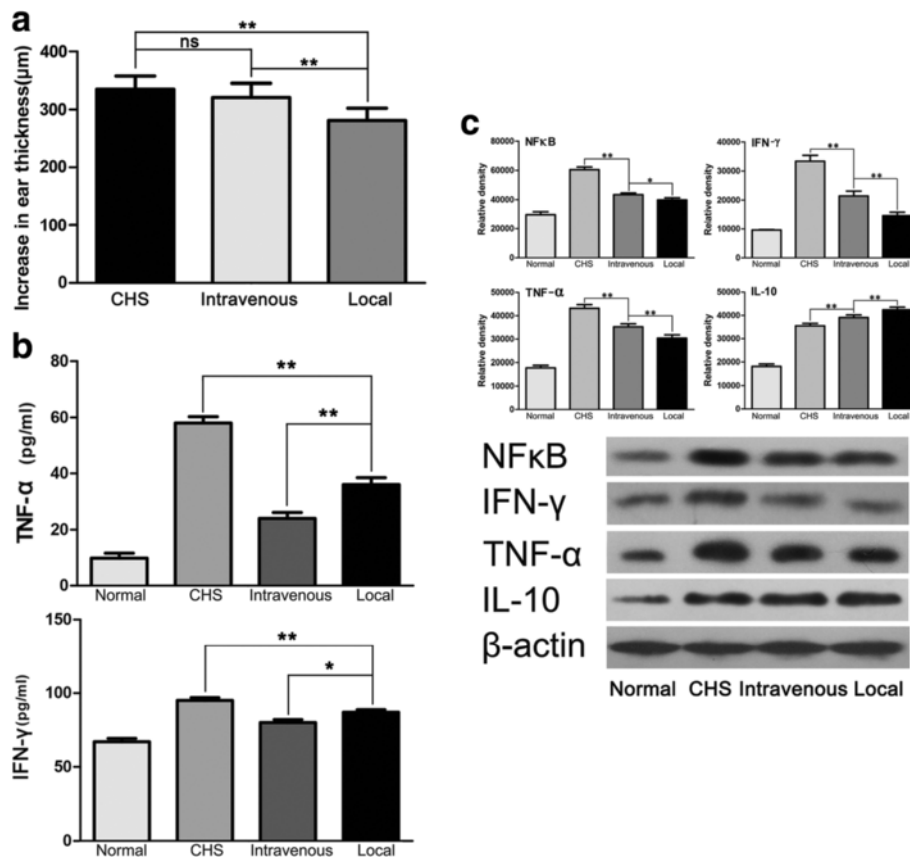 a
Increase in ear thickness(μm)
400
300
200
100
0
**
ns
**
CHS Intravenous Local
b
TNF-α (pg/ml)
80
60
40
20
0
**
**
Normal CHS Intravenous Local
IFN-γ(pg/ml)
150
100
50
0
**
*
Normal CHS Intravenous Local
c
NFκB
Relative density
80000
60000
40000
20000
0
**
*
Normal CHS Intravenous Local
IFN-γ
Relative density
40000
30000
20000
10000
0
**
**
Normal CHS Intravenous Local
TNF-α
Relative density
50000
40000
30000
20000
10000
0
**
**
Normal CHS Intravenous Local
IL-10
Relative density
50000
40000
30000
20000
10000
0
**
**
Normal CHS Intravenous Local
NFκB
IFN-γ
TNF-α
IL-10
β-actin
Normal CHS Intravenous Local